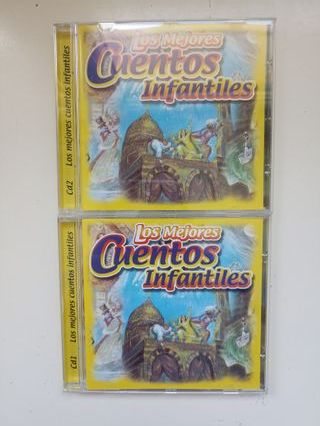 Cd2 Los mejores cuentos infantiles
Los Mejores
Cuentos
Infantiles
Cd1 Los mejores cuentos infantiles
Los Mejores
Cuentos
Infantiles